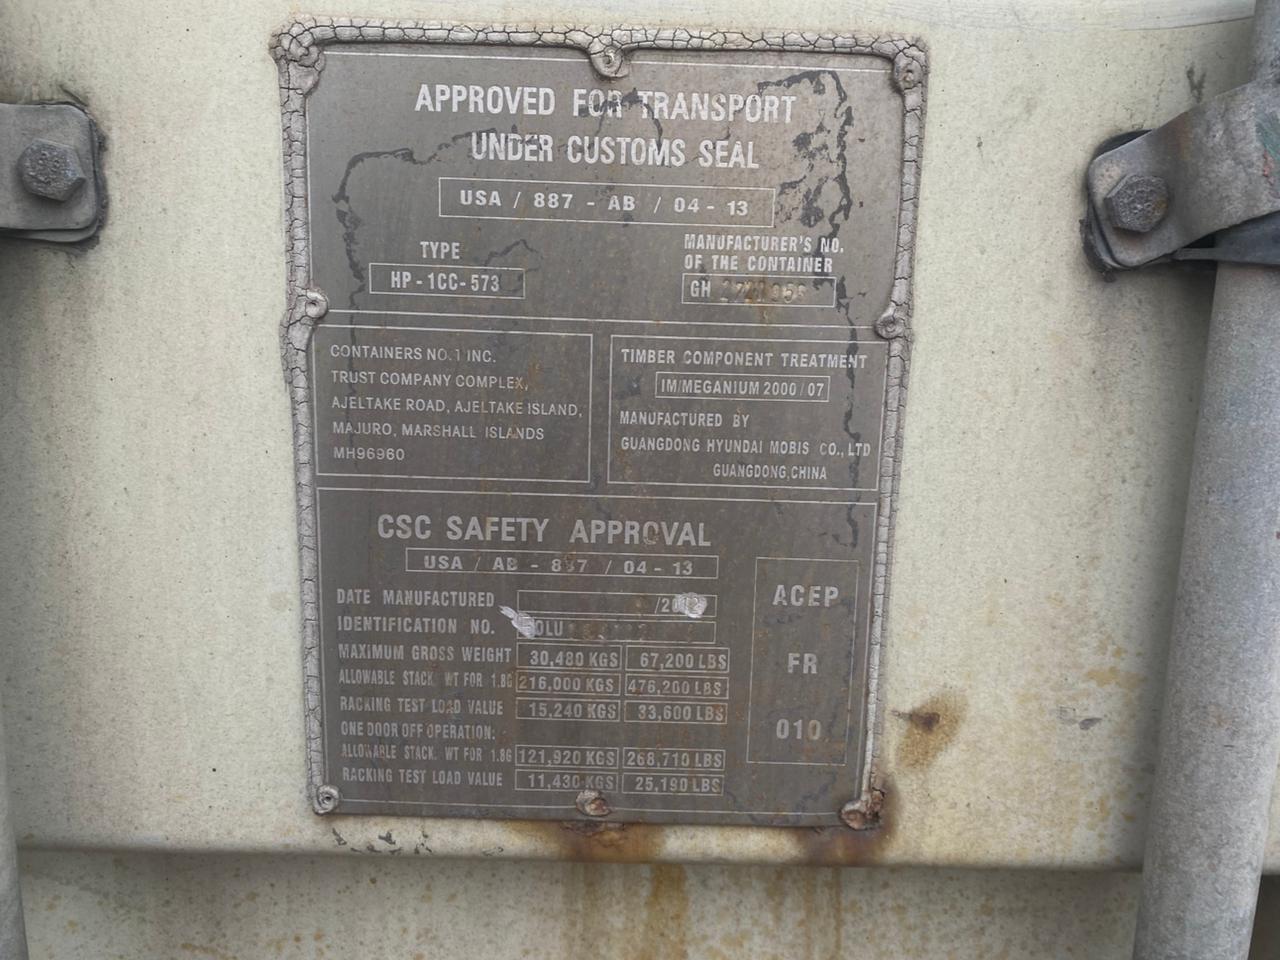 APPROVED FOR TRANSPORT
UNDER CUSTOMS SEAL
USA / 887 - AB / 04 - 13
TYPE
HP - 1CC - 573
MANUFACTURER'S NO.
OF THE CONTAINER
GH
CONTAINERS NO. 1 INC.
TRUST COMPANY COMPLEX,
AJELTAKE ROAD, AJELTAKE ISLAND,
MAJURO, MARSHALL ISLANDS
MH96960
TIMBER COMPONENT TREATMENT
IM/MEGANIUM 2000/07
MANUFACTURED BY
GUANGDONG HYUNDAI MOBIS CO., LTD
GUANGDONG, CHINA
CSC SAFETY APPROVAL
USA / AB - 887 / 04 - 13
DATE MANUFACTURED
IDENTIFICATION NO.
MAXIMUM GROSS WEIGHT 30,480 KGS 67,200 LBS
ALLOWABLE STACK. WT FOR 1.8G 216,000 KGS 476,200 LBS
RACKING TEST LOAD VALUE 15,240 KGS 33,600 LBS
ONE DOOR OFF OPERATION:
ALLOWABLE STACK. WT FOR 1.8G 121,920 KGS 268,710 LBS
RACKING TEST LOAD VALUE 11,430 KGS 25,190 LBS
ACEP
FR
010